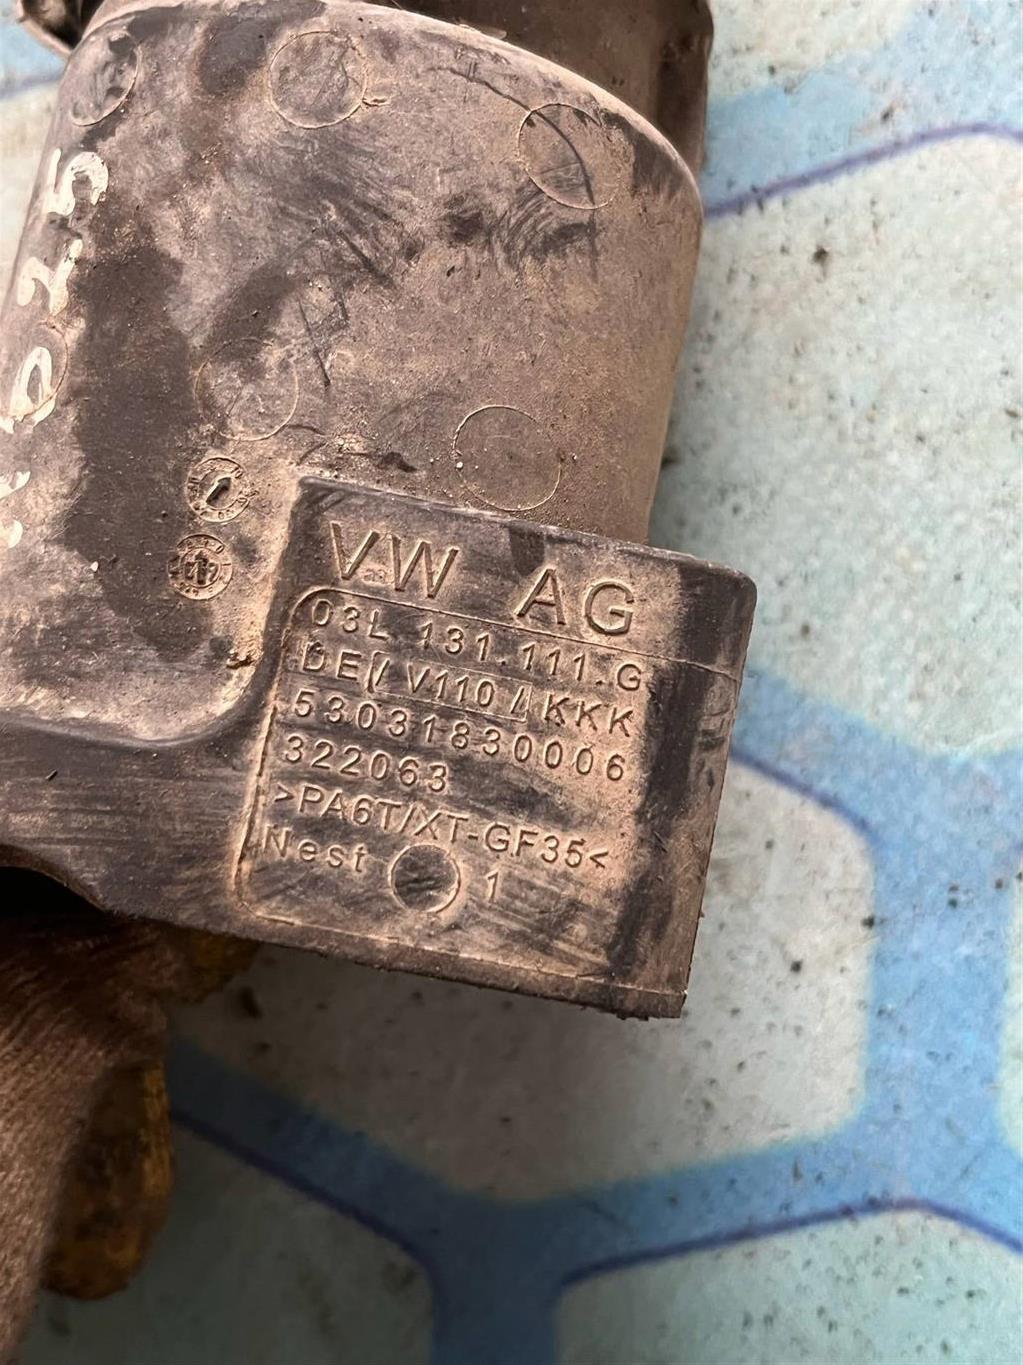 VW AG
03L 131.111.G
DE// V110 / KKK
53031830006
322063
>PA6T/XT-GF35<
Nest 1